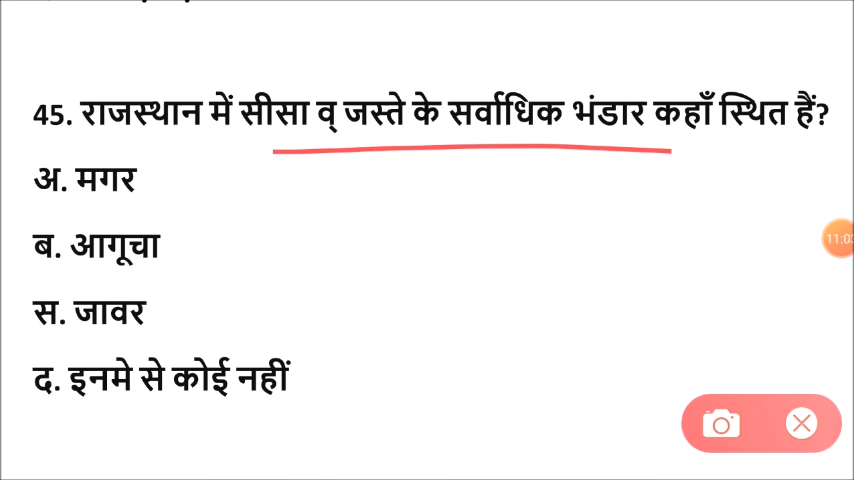 45. राजस्थान में सीसा व् जस्ते के सर्वाधिक भंडार कहाँ स्थित हैं?
अ. मगर
ब. आगूचा
स. जावर
द. इनमे से कोई नहीं